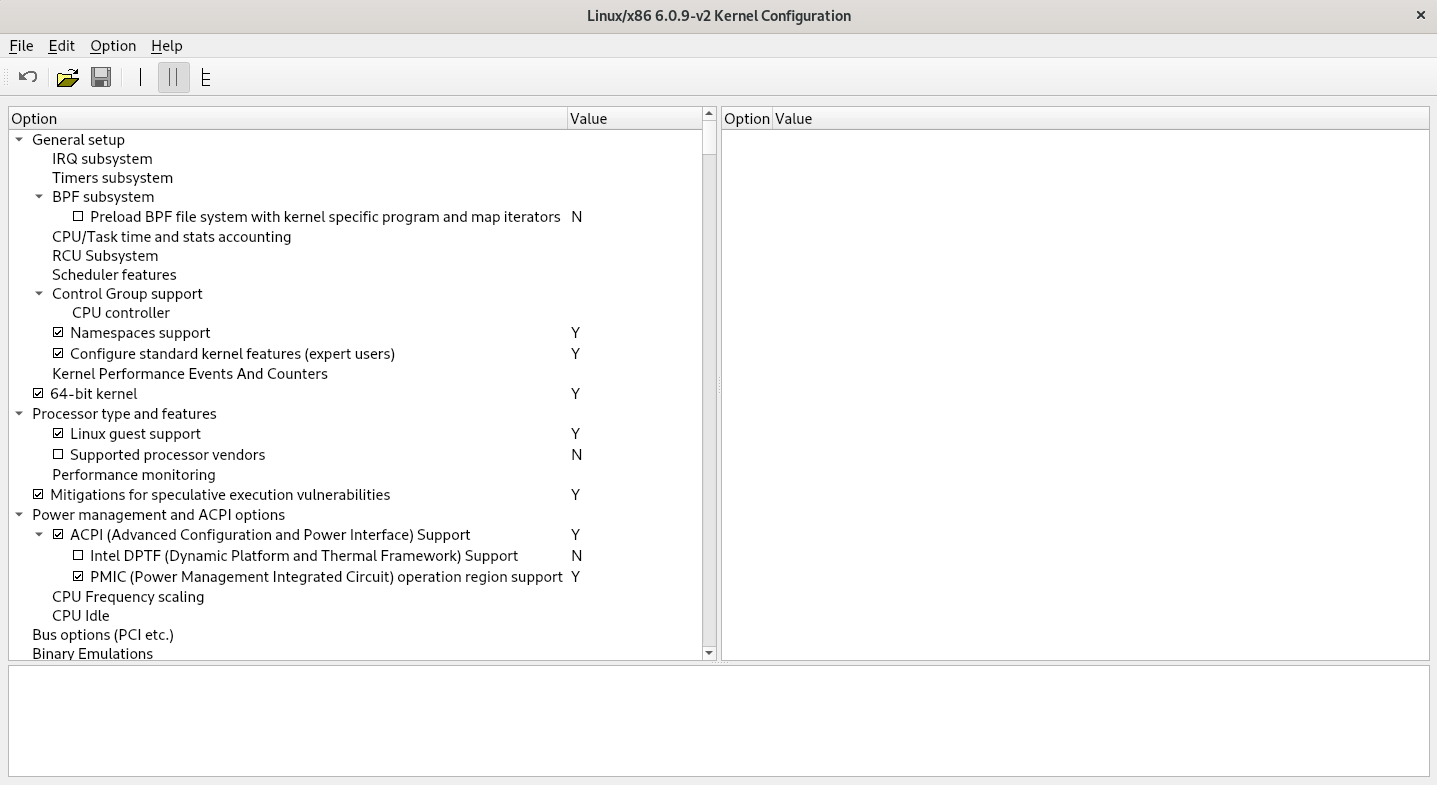 Linux/x86 6.0.9-v2 Kernel Configuration
File Edit Option Help
Option Value
General setup
IRQ subsystem
Timers subsystem
BPF subsystem
Preload BPF file system with kernel specific program and map iterators N
CPU/Task time and stats accounting
RCU Subsystem
Scheduler features
Control Group support
CPU controller
Namespaces support Y
Configure standard kernel features (expert users) Y
Kernel Performance Events And Counters
64-bit kernel Y
Processor type and features
Linux guest support Y
Supported processor vendors N
Performance monitoring
Mitigations for speculative execution vulnerabilities Y
Power management and ACPI options
ACPI (Advanced Configuration and Power Interface) Support Y
Intel DPTF (Dynamic Platform and Thermal Framework) Support N
PMIC (Power Management Integrated Circuit) operation region support Y
CPU Frequency scaling
CPU Idle
Bus options (PCI etc.)
Binary Emulations
Option Value